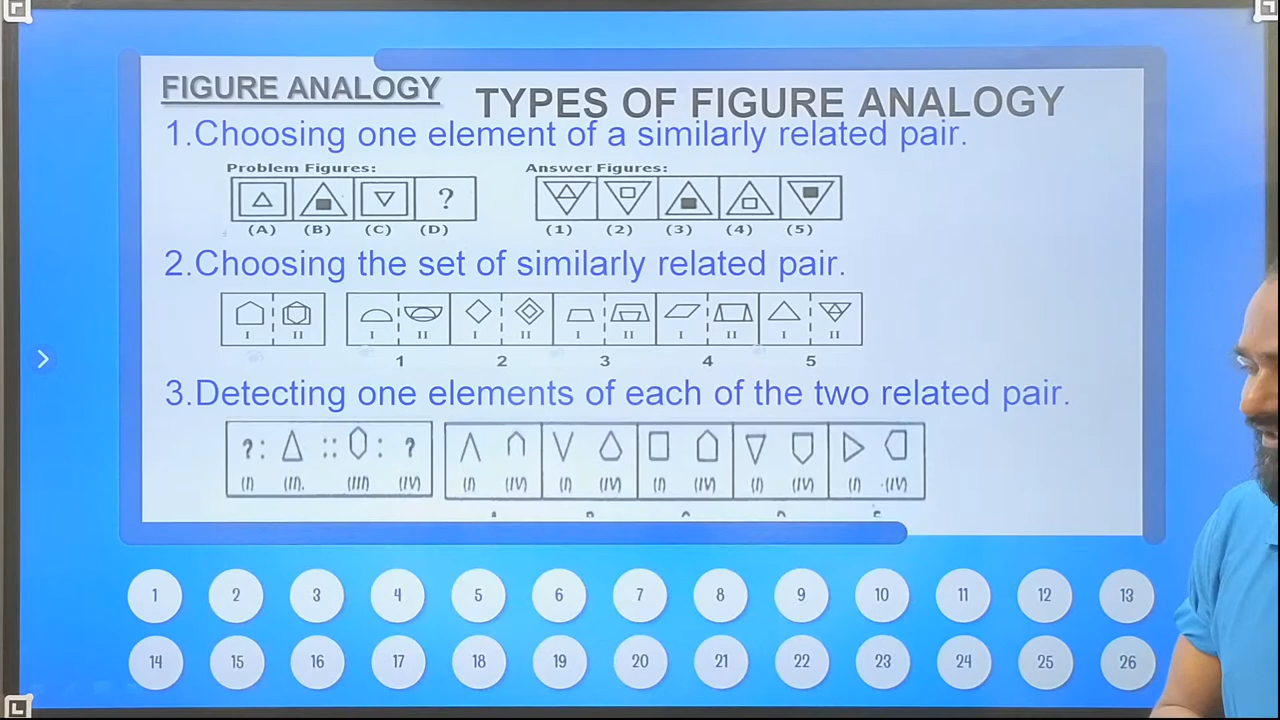 FIGURE ANALOGY
TYPES OF FIGURE ANALOGY
1.Choosing one element of a similarly related pair.
Problem Figures:
Answer Figures:
?
(A) (B) (C) (D)
(1) (2) (3) (4) (5)
2.Choosing the set of similarly related pair.
I II I II I II I II I II I II
1 2 3 4 5
3.Detecting one elements of each of the two related pair.
? : :: : ?
(I) (II). (III) (IV) (I) (IV) (I) (IV) (I) (IV) (I) (IV) (I) (IV)
1 2 3 4 5 6 7 8 9 10 11 12 13
14 15 16 17 18 19 20 21 22 23 24 25 26